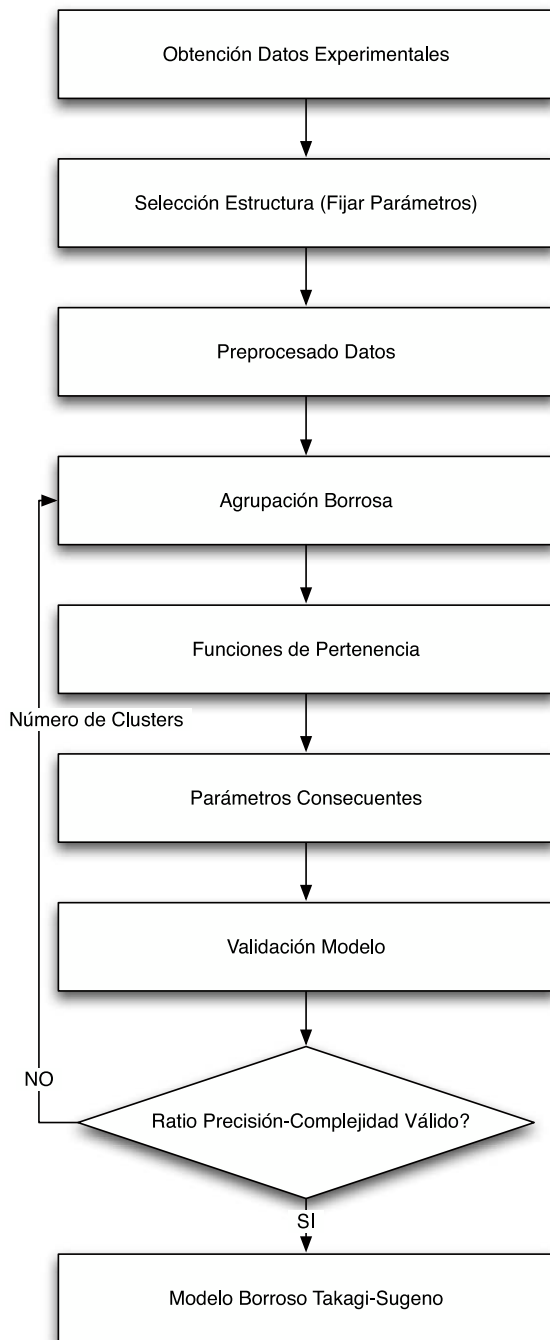 Obtención Datos Experimentales
Selección Estructura (Fijar Parámetros)
Preprocesado Datos
Agrupación Borrosa
Funciones de Pertenencia
Número de Clusters
Parámetros Consecuentes
Validación Modelo
NO
Ratio Precisión-Complejidad Válido?
SI
Modelo Borroso Takagi-Sugeno